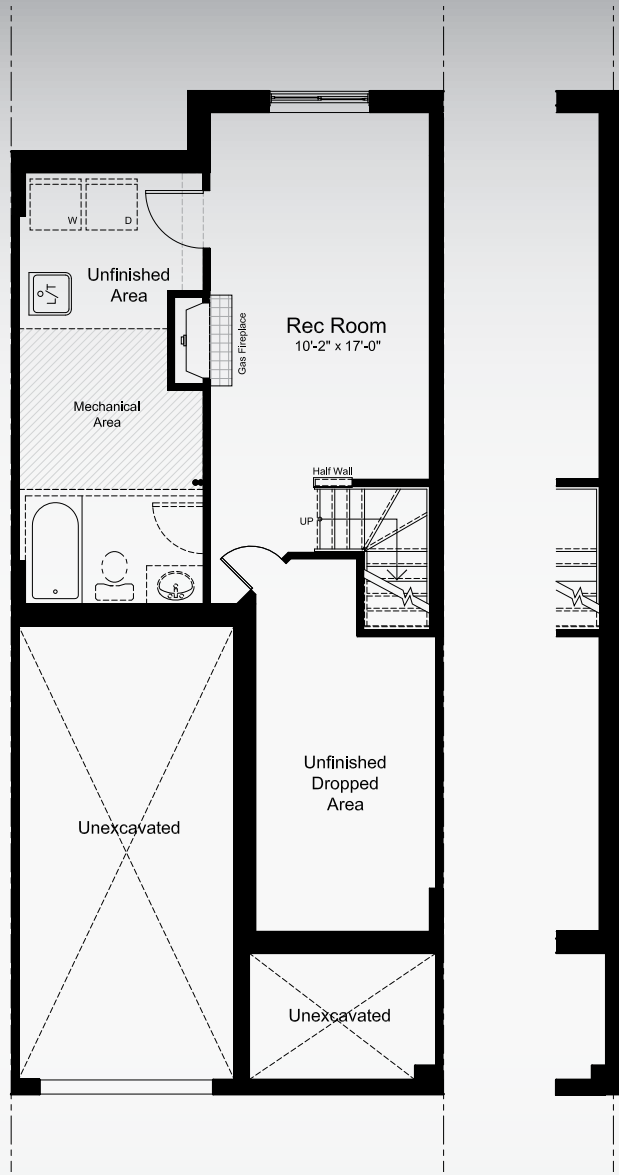 W
D
L/T
Unfinished
Area
Gas Fireplace
Rec Room
10'-2" x 17'-0"
Mechanical
Area
Half Wall
UP
Unfinished
Dropped
Area
Unexcavated
Unexcavated